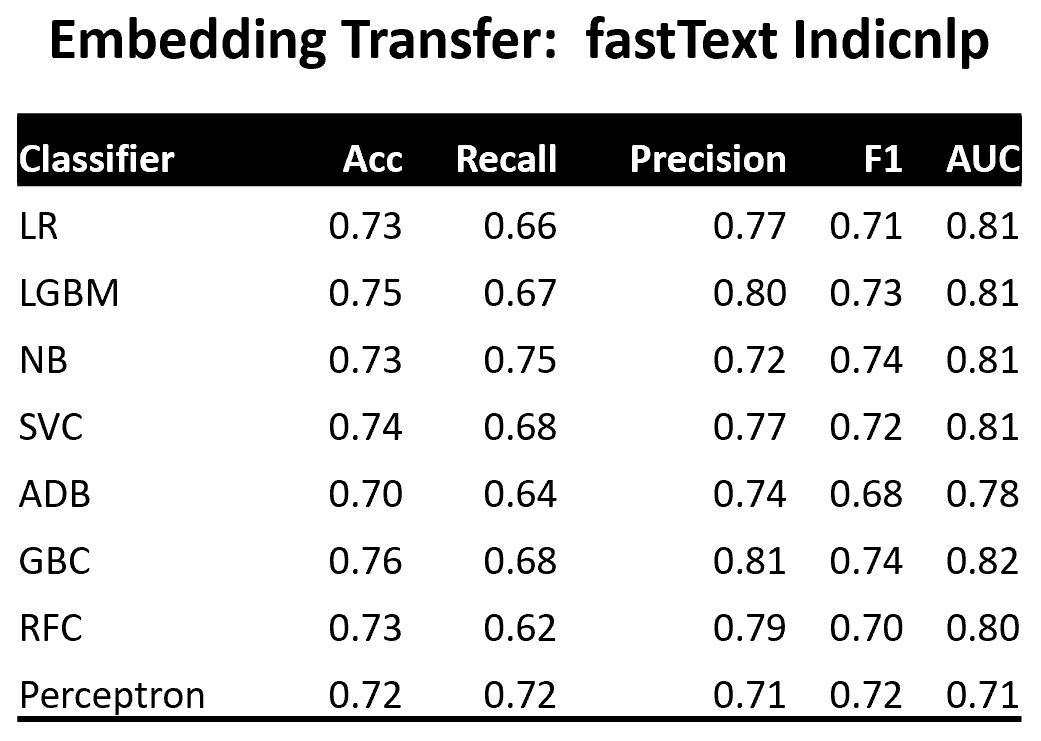 Embedding Transfer: fastText Indicnlp
Classifier Acc Recall Precision F1 AUC
LR 0.73 0.66 0.77 0.71 0.81
LGBM 0.75 0.67 0.80 0.73 0.81
NB 0.73 0.75 0.72 0.74 0.81
SVC 0.74 0.68 0.77 0.72 0.81
ADB 0.70 0.64 0.74 0.68 0.78
GBC 0.76 0.68 0.81 0.74 0.82
RFC 0.73 0.62 0.79 0.70 0.80
Perceptron 0.72 0.72 0.71 0.72 0.71